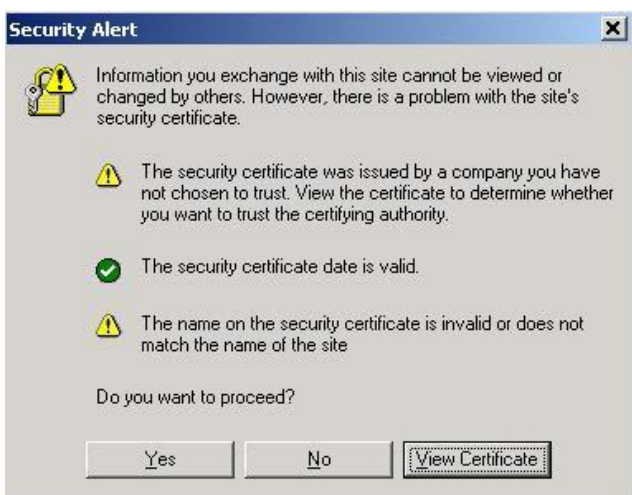 Security Alert
Information you exchange with this site cannot be viewed or
changed by others. However, there is a problem with the site's
security certificate.
The security certificate was issued by a company you have
not chosen to trust. View the certificate to determine whether
you want to trust the certifying authority.
The security certificate date is valid.
The name on the security certificate is invalid or does not
match the name of the site
Do you want to proceed?
Yes No View Certificate